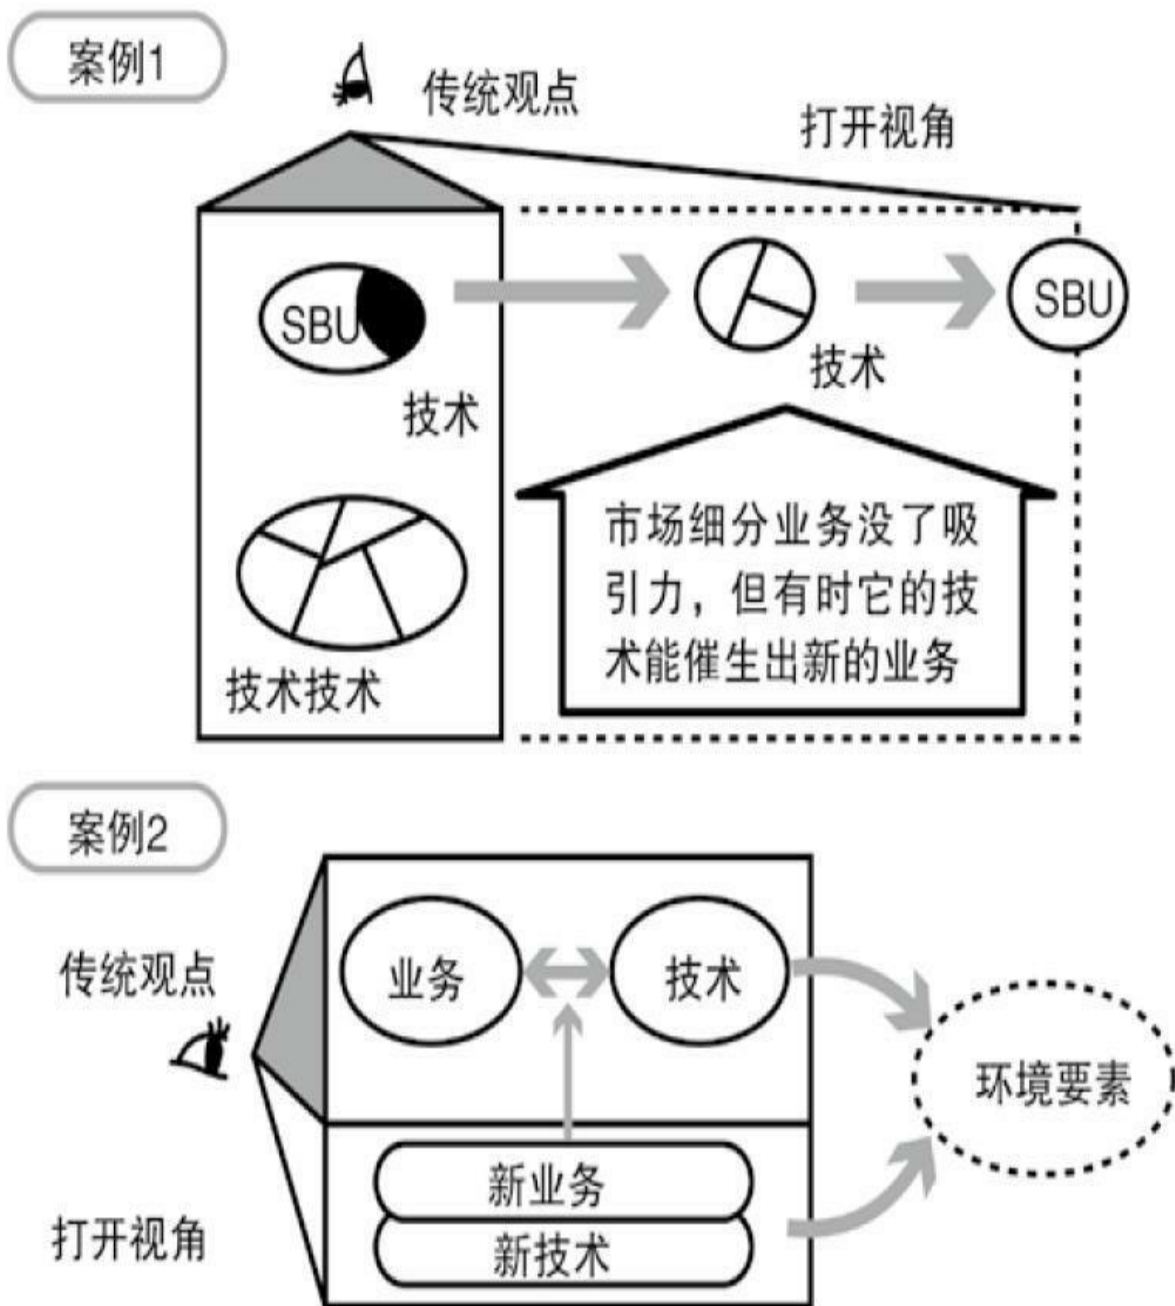 案例1
传统观点
打开视角
SBU
技术
SBU
技术
技术技术
市场细分业务没了吸
引力，但有时它的技
术能催生出新的业务
案例2
传统观点
业务
技术
环境要素
打开视角
新业务
新技术